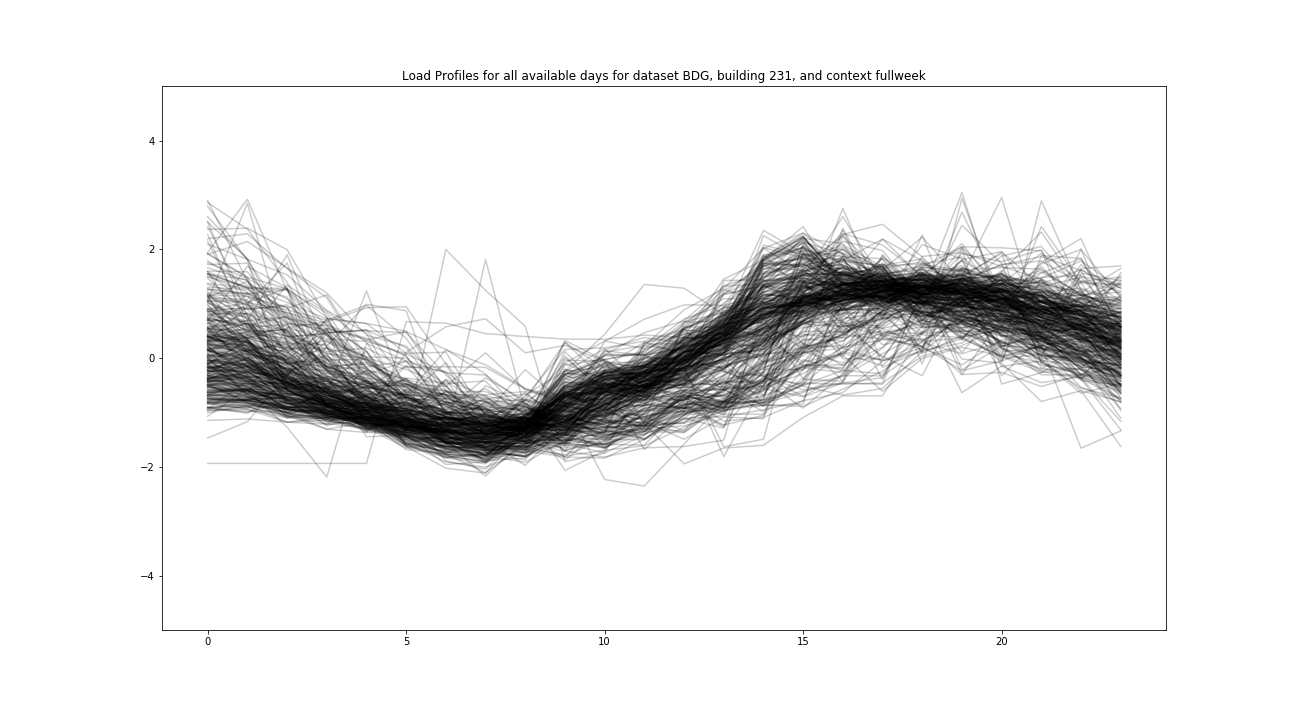 Load Profiles for all available days for dataset BDG, building 231, and context fullweek
4
2
0
−2
−4
0 5 10 15 20